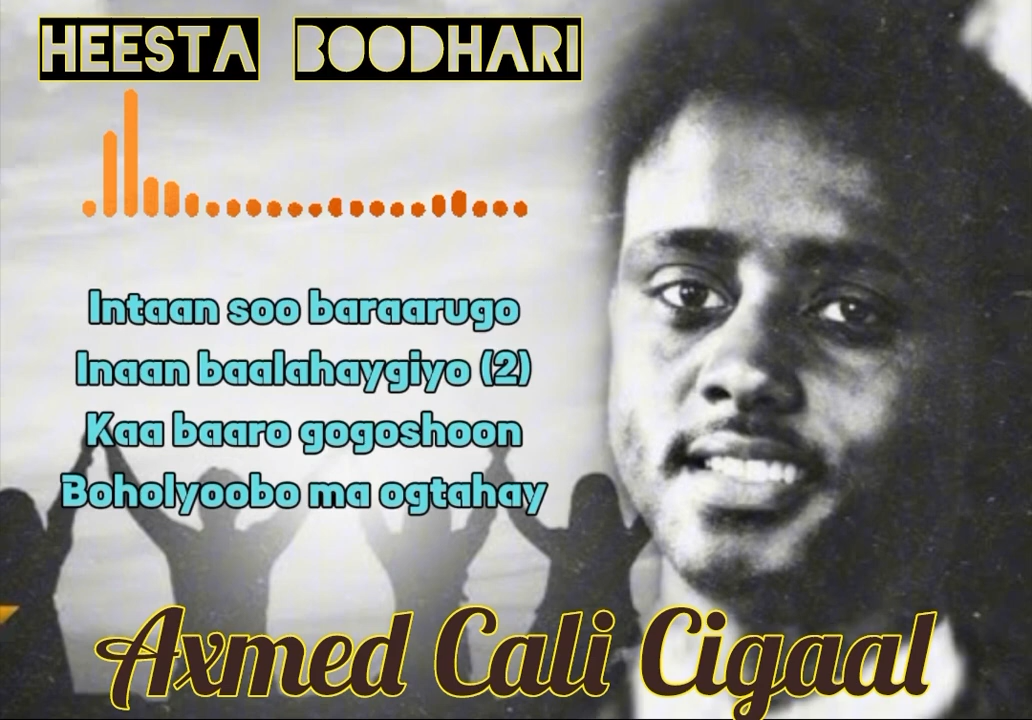 HEESTA BOODHARI
Intaan soo baraarugo
Inaan baalahaygiyo (2)
Kaa baaro gogoshoon
Boholyoobo ma ogtahay
Axmed Cali Cigaal